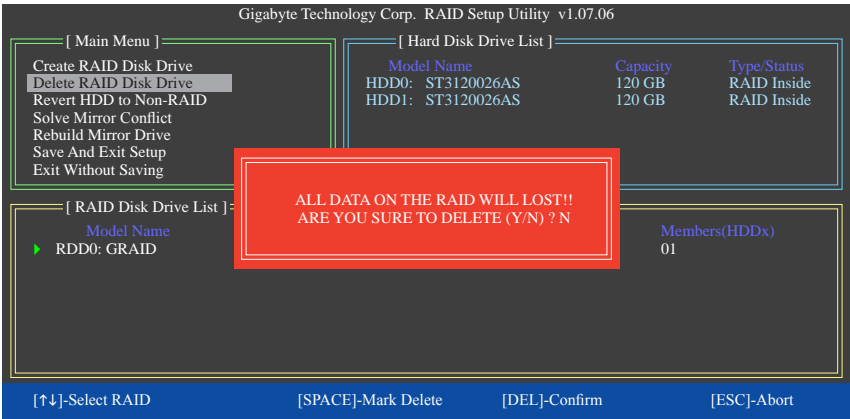 Gigabyte Technology Corp. RAID Setup Utility v1.07.06
[ Main Menu ]
Create RAID Disk Drive
Delete RAID Disk Drive
Revert HDD to Non-RAID
Solve Mirror Conflict
Rebuild Mirror Drive
Save And Exit Setup
Exit Without Saving
[ Hard Disk Drive List ]
Model Name Capacity Type/Status
HDD0: ST3120026AS 120 GB RAID Inside
HDD1: ST3120026AS 120 GB RAID Inside
ALL DATA ON THE RAID WILL LOST!!
ARE YOU SURE TO DELETE (Y/N) ? N
[ RAID Disk Drive List ]
Model Name Members(HDDx)
RDD0: GRAID 01
[↑↓]-Select RAID [SPACE]-Mark Delete [DEL]-Confirm [ESC]-Abort